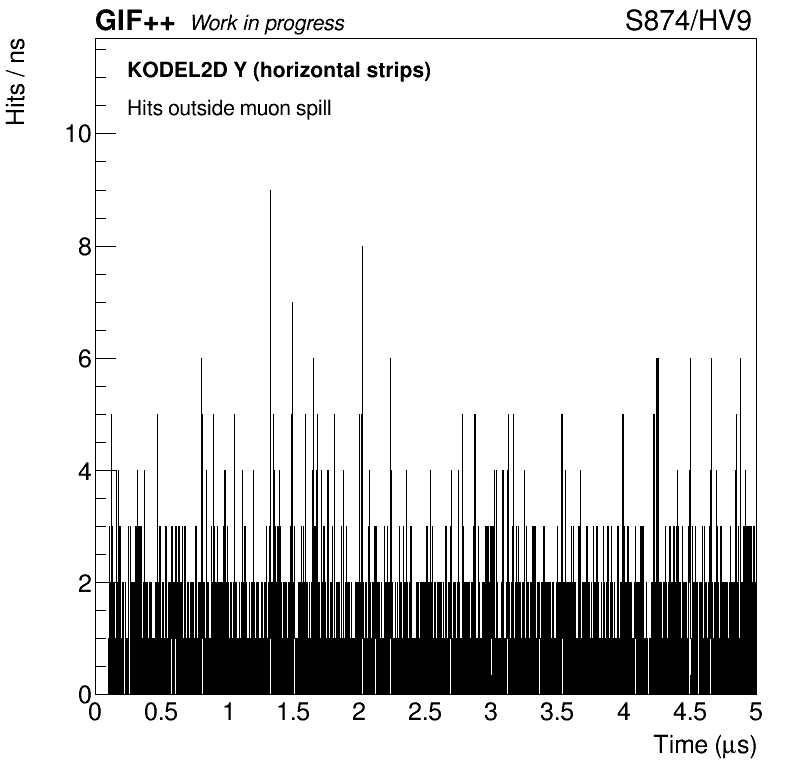 GIF++ Work in progress S874/HV9
Hits / ns
KODEL2D Y (horizontal strips)
Hits outside muon spill
10
8
6
4
2
0
0 0.5 1 1.5 2 2.5 3 3.5 4 4.5 5
Time (μs)